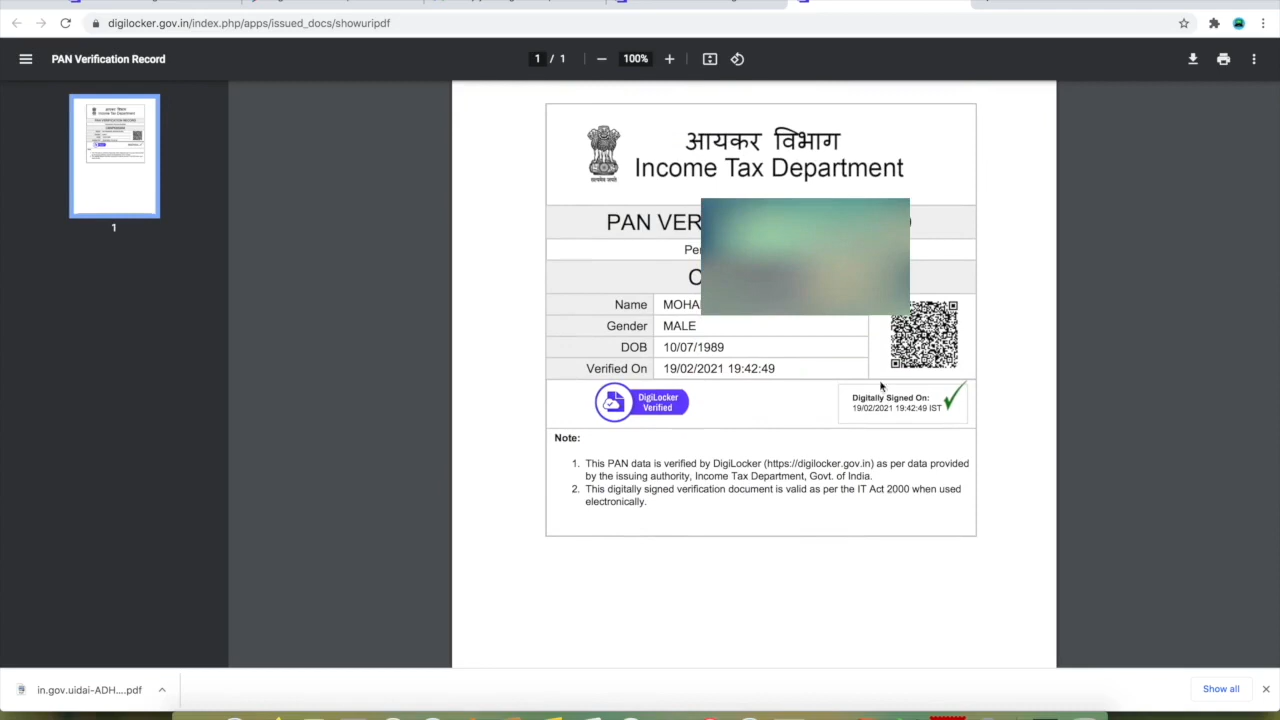 digilocker.gov.in/index.php/apps/issued_docs/showuripdf
PAN Verification Record
1 / 1
100%
1
आयकर विभाग
Income Tax Department
सत्यमेव जयते
PAN VER
Pe
C
Name MOHA
Gender MALE
DOB 10/07/1989
Verified On 19/02/2021 19:42:49
DigiLocker
Verified
Digitally Signed On:
19/02/2021 19:42:49 IST
Note:
1. This PAN data is verified by DigiLocker (https://digilocker.gov.in) as per data provided
by the issuing authority, Income Tax Department, Govt. of India.
2. This digitally signed verification document is valid as per the IT Act 2000 when used
electronically.
in.gov.uidai-ADH....pdf
Show all